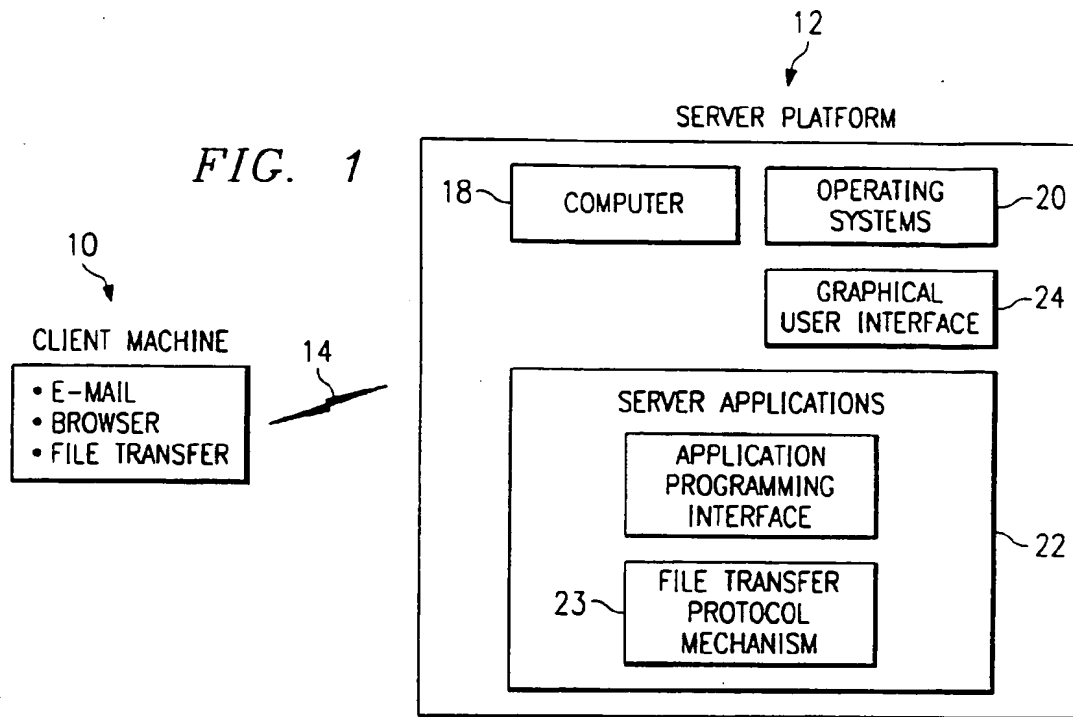 12
SERVER PLATFORM
FIG. 1
18
COMPUTER
OPERATING
SYSTEMS
20
10
GRAPHICAL
USER INTERFACE
24
CLIENT MACHINE
14
• E-MAIL
• BROWSER
• FILE TRANSFER
SERVER APPLICATIONS
APPLICATION
PROGRAMMING
INTERFACE
22
23
FILE TRANSFER
PROTOCOL
MECHANISM